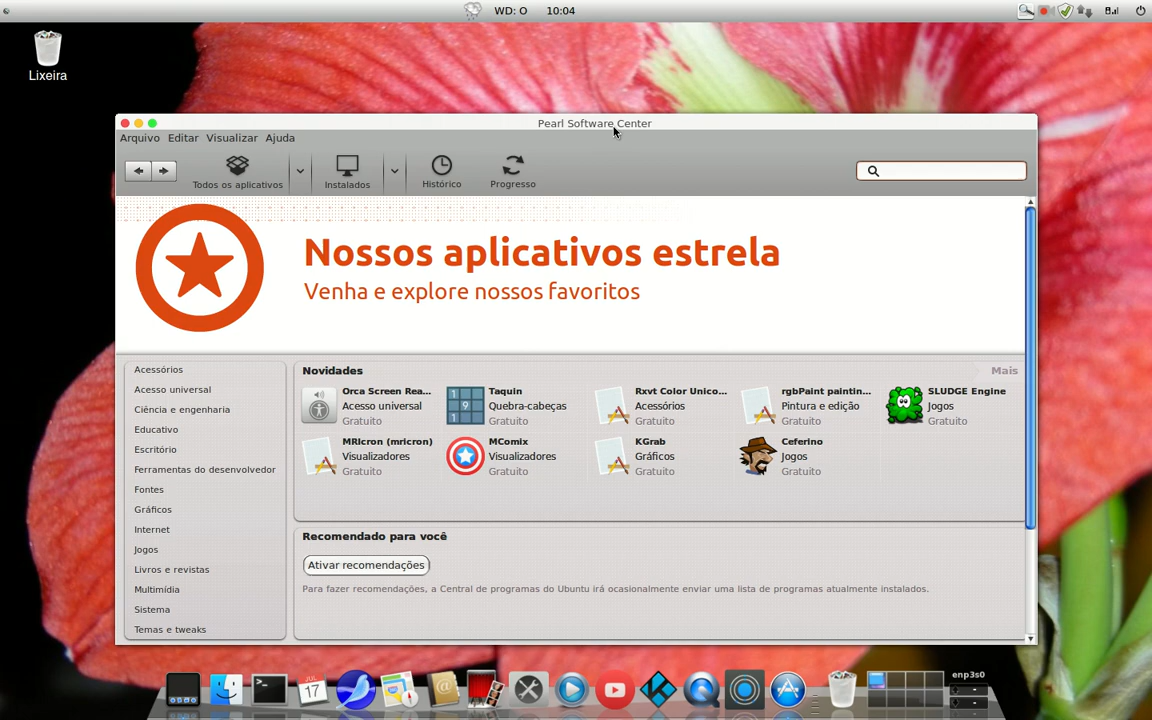 WD: O 10:04
Lixeira
Pearl Software Center
Arquivo Editar Visualizar Ajuda
Todos os aplicativos Instalados Histórico Progresso
Nossos aplicativos estrela
Venha e explore nossos favoritos
Acessórios
Acesso universal
Ciência e engenharia
Educativo
Escritório
Ferramentas do desenvolvedor
Fontes
Gráficos
Internet
Jogos
Livros e revistas
Multimídia
Sistema
Temas e tweaks
Novidades Mais
Orca Screen Rea...
Acesso universal
Gratuito
Taquin
Quebra-cabeças
Gratuito
Rxvt Color Unico...
Acessórios
Gratuito
rgbPaint paintin...
Pintura e edição
Gratuito
SLUDGE Engine
Jogos
Gratuito
MRIcron (mricron)
Visualizadores
Gratuito
MComix
Visualizadores
Gratuito
KGrab
Gráficos
Gratuito
Ceferino
Jogos
Gratuito
Recomendado para você
Ativar recomendações
Para fazer recomendações, a Central de programas do Ubuntu irá ocasionalmente enviar uma lista de programas atualmente instalados.
JUL
17
enp3s0